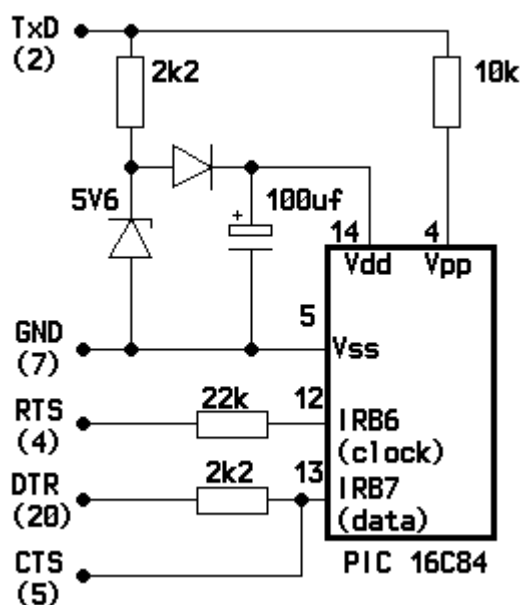 TxD
(2)
2k2
10k
5V6
100uf
+
14
4
Vdd
Vpp
5
GND
(7)
Vss
RTS
(4)
22k
12
IRB6
(clock)
DTR
(20)
2k2
13
IRB7
(data)
CTS
(5)
PIC 16C84